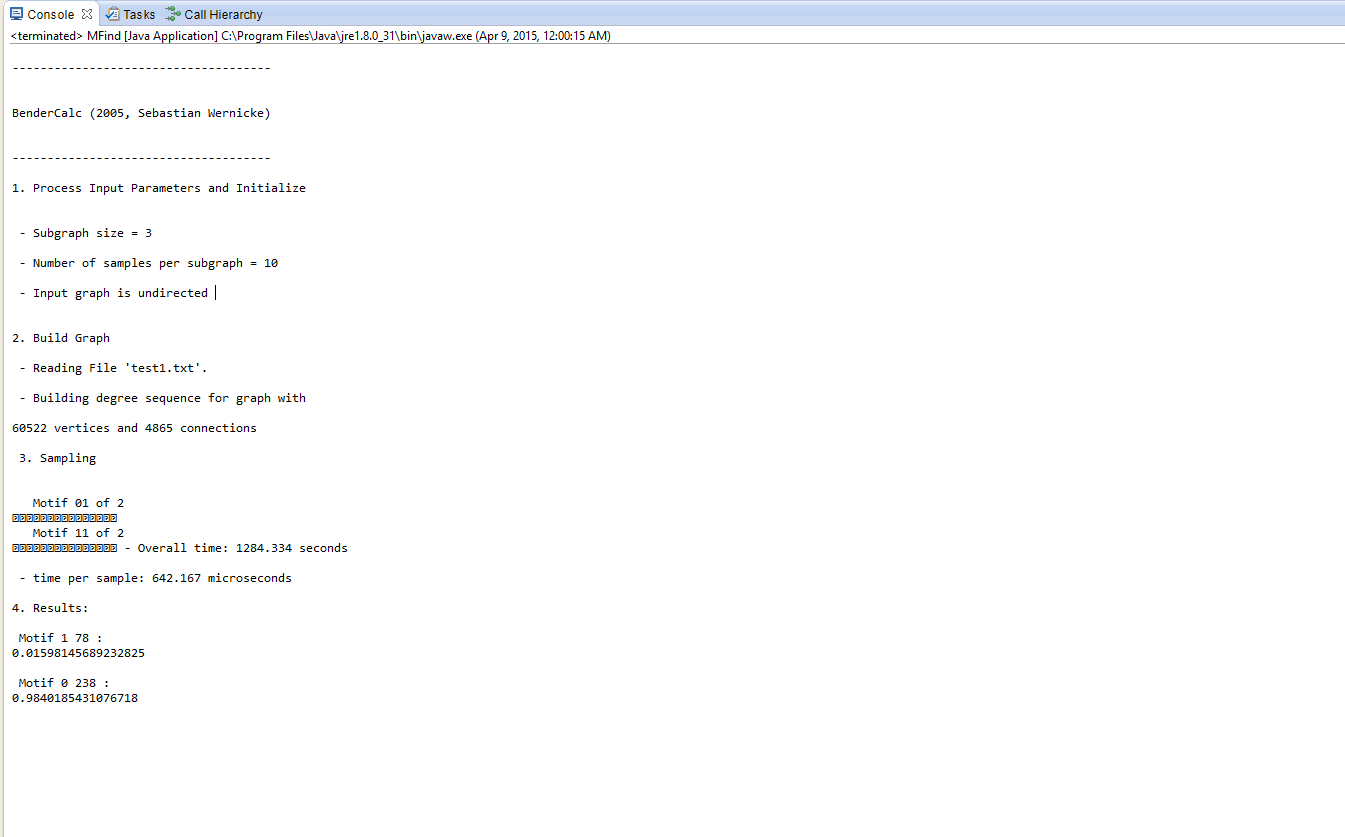 Console Tasks Call Hierarchy
<terminated> MFind [Java Application] C:\Program Files\Java\jre1.8.0_31\bin\javaw.exe (Apr 9, 2015, 12:00:15 AM)
-------------------------------------
BenderCalc (2005, Sebastian Wernicke)
-------------------------------------
1. Process Input Parameters and Initialize
- Subgraph size = 3
- Number of samples per subgraph = 10
- Input graph is undirected
2. Build Graph
- Reading File 'test1.txt'.
- Building degree sequence for graph with
60522 vertices and 4865 connections
3. Sampling
Motif 01 of 2
Motif 11 of 2
- Overall time: 1284.334 seconds
- time per sample: 642.167 microseconds
4. Results:
Motif 1 78 :
0.01598145689232825
Motif 0 238 :
0.9840185431076718